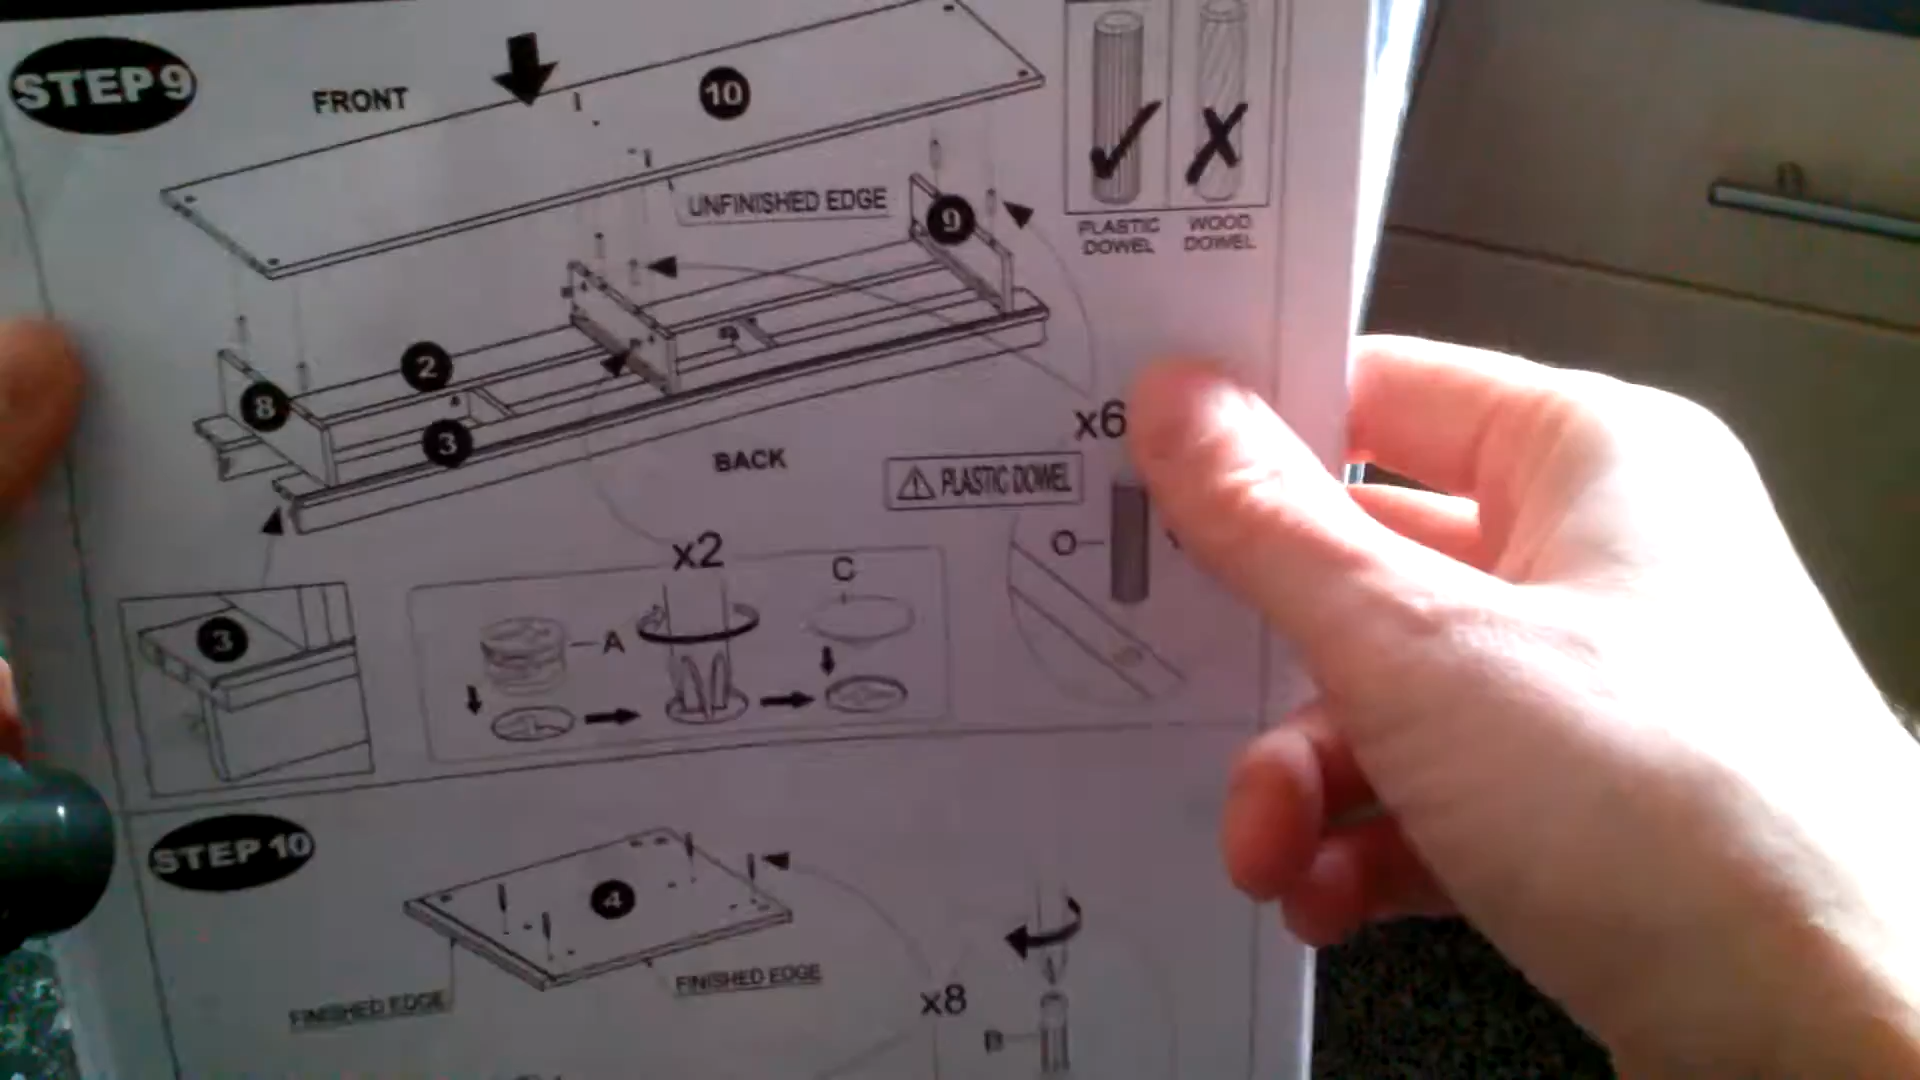 STEP 9
FRONT
10
UNFINISHED EDGE
9
PLASTIC DOWEL
WOOD DOWEL
2
8
3
x6
BACK
PLASTIC DOWEL
O
x2
C
A
3
STEP 10
4
FINISHED EDGE
FINISHED EDGE
x8
B